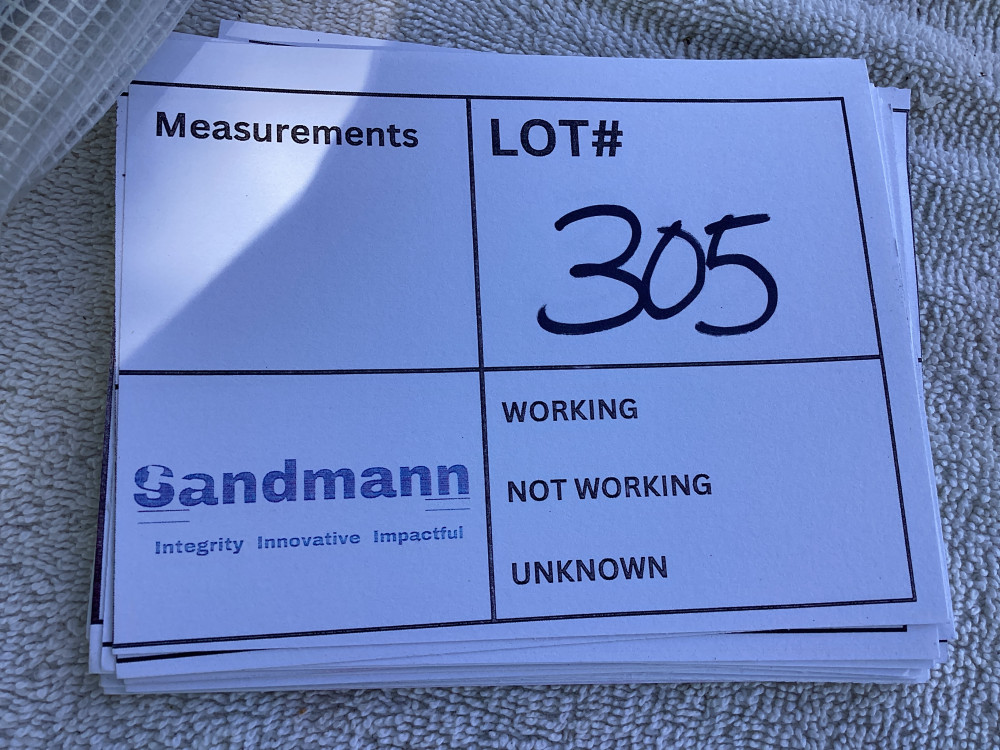 Measurements
LOT#
305
WORKING
NOT WORKING
UNKNOWN
Sandmann
Integrity Innovative Impactful